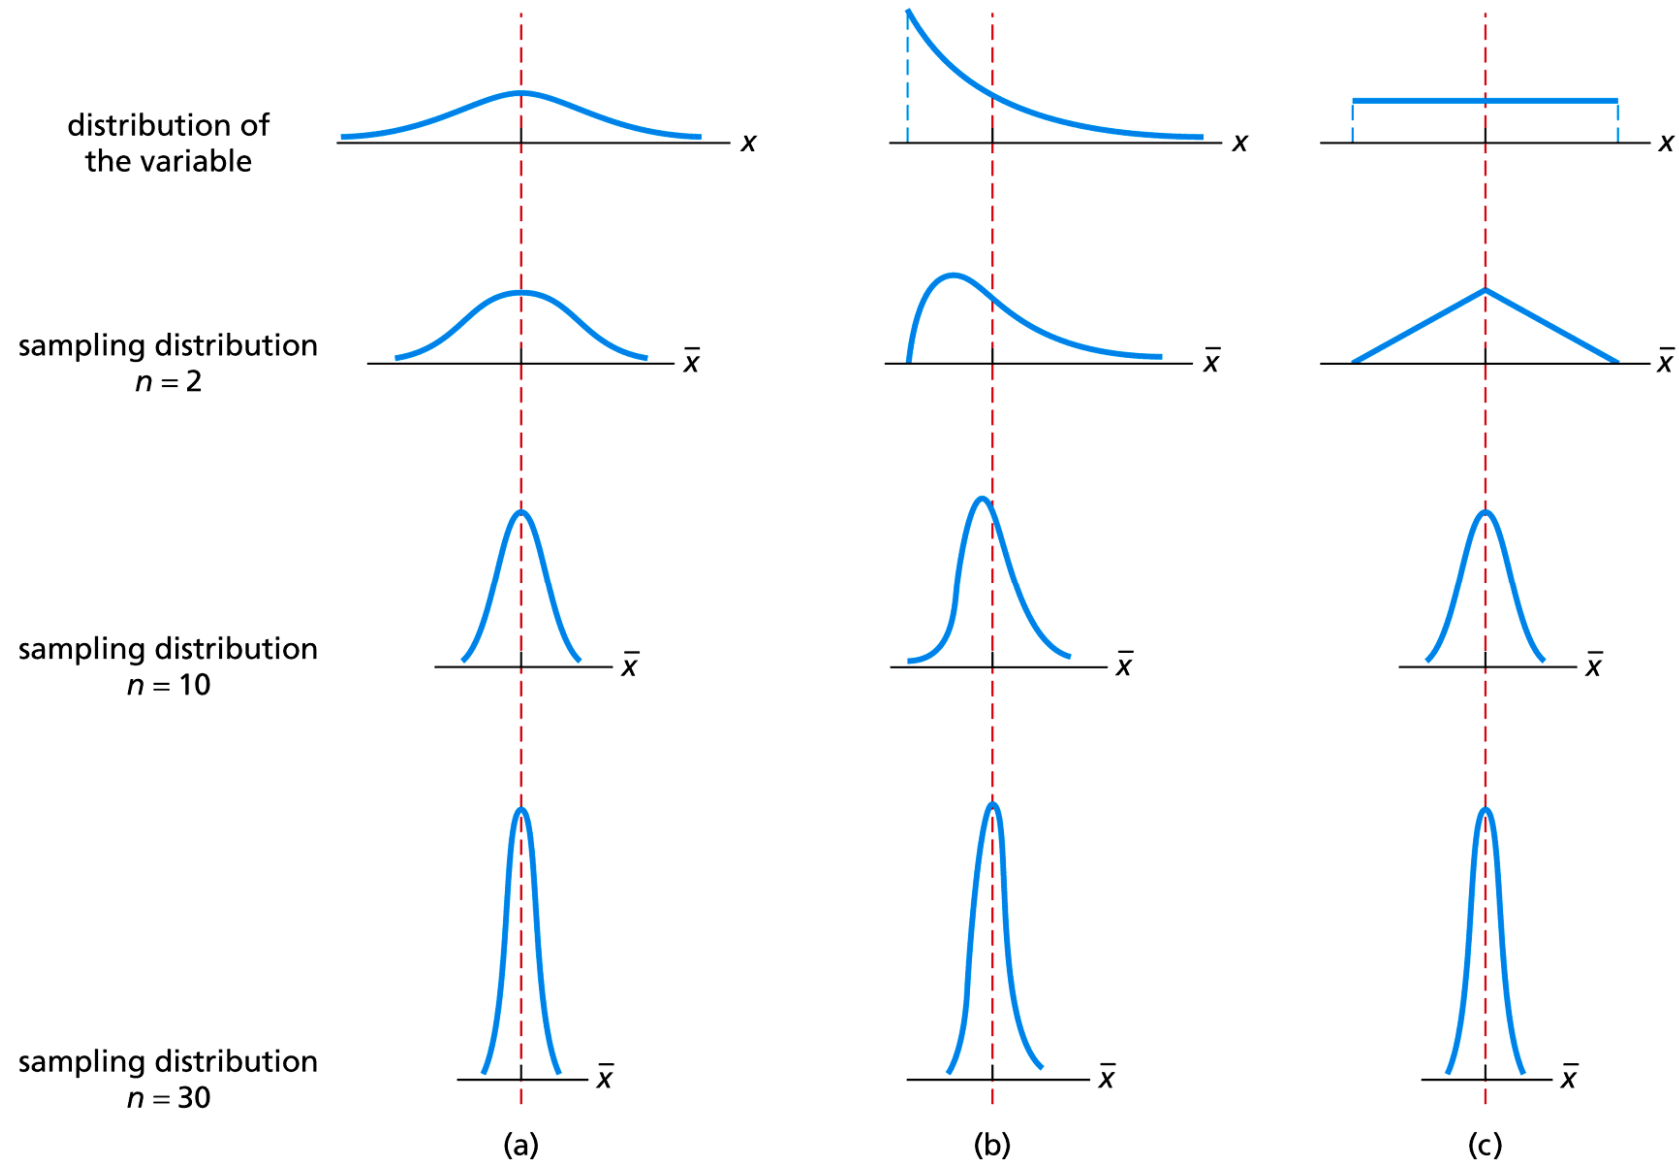 distribution of
the variable
x
x
x
sampling distribution
n = 2
x̄
x̄
x̄
sampling distribution
n = 10
x̄
x̄
x̄
sampling distribution
n = 30
x̄
x̄
x̄
(a)
(b)
(c)